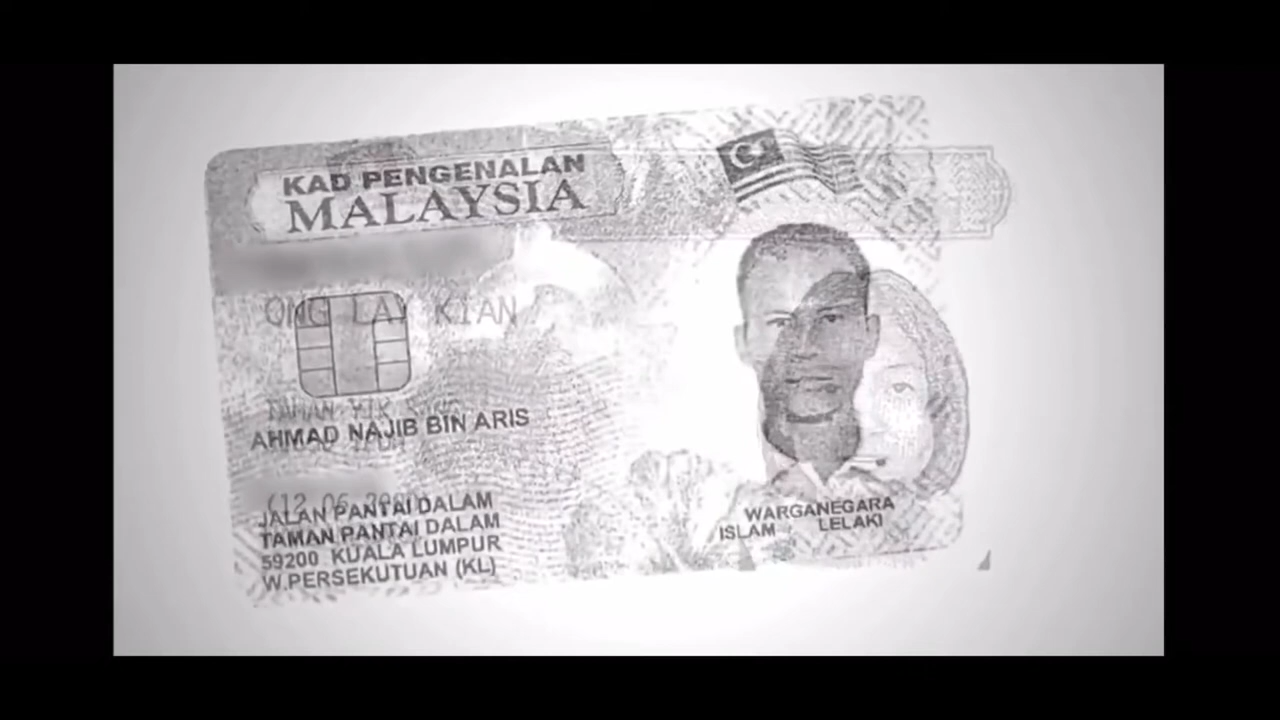 KAD PENGENALAN
MALAYSIA
ONG LAY KIAN
AHMAD NAJIB BIN ARIS
JALAN PANTAI DALAM
TAMAN PANTAI DALAM
59200 KUALA LUMPUR
W.PERSEKUTUAN (KL)
WARGANEGARA
ISLAM LELAKI